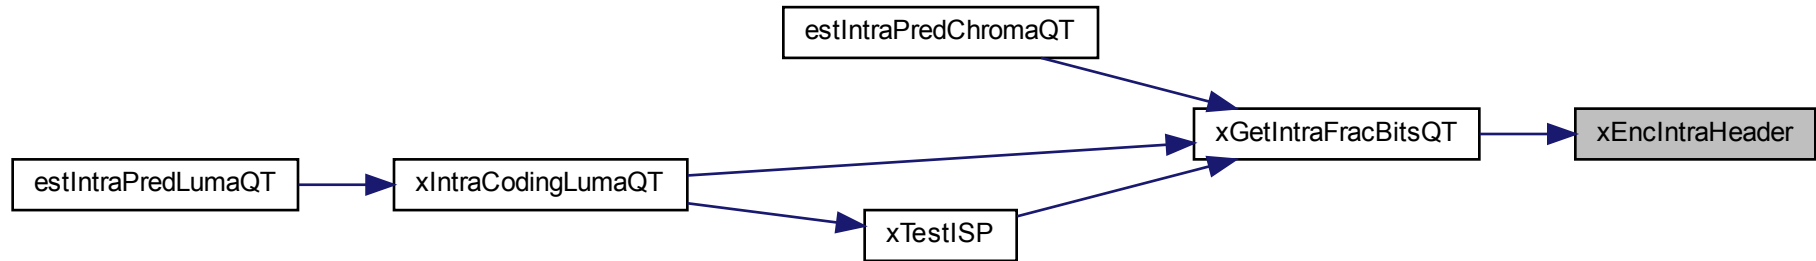 estIntraPredChromaQT
xGetIntraFracBitsQT
xEncIntraHeader
estIntraPredLumaQT
xIntraCodingLumaQT
xTestISP